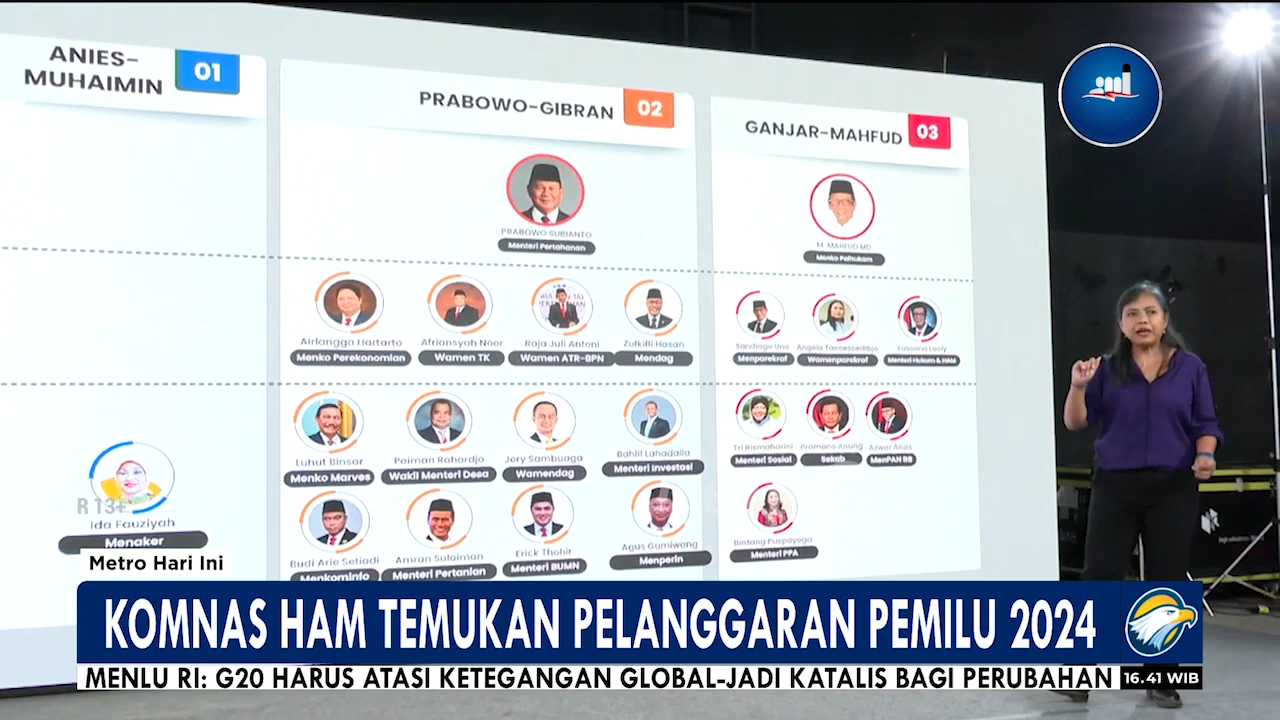 ANIES-
MUHAIMIN
01
PRABOWO-GIBRAN
02
GANJAR-MAHFUD
03
PRABOWO SUBIANTO
Menteri Pertahanan
M. MAHFUD MD
Menko Polhukam
Airlangga Hartarto
Menko Perekonomian
Afriansyah Noor
Wamen TK
Raja Juli Antoni
Wamen ATR-BPN
Zulkifli Hasan
Mendag
Sandiaga Uno
Menparekraf
Angela Tanoesoedibjo
Wamenparekraf
Yasonna Laoly
Menteri Hukum & HAM
Luhut Binsar
Menko Marves
Paiman Rahardjo
Wakil Menteri Desa
Jery Sambuaga
Wamendag
Bahlil Lahadalia
Menteri Investasi
Tri Rismaharini
Menteri Sosial
Pramono Anung
Sekab
Azwar Anas
MenPAN RB
Ida Fauziyah
Menaker
Budi Arie Setiadi
Menkominfo
Amran Sulaiman
Menteri Pertanian
Erick Thohir
Menteri BUMN
Agus Gumiwang
Menperin
Bintang Puspayoga
Menteri PPA
R 13+
Metro Hari Ini
KOMNAS HAM TEMUKAN PELANGGARAN PEMILU 2024
MENLU RI: G20 HARUS ATASI KETEGANGAN GLOBAL-JADI KATALIS BAGI PERUBAHAN
16.41 WIB